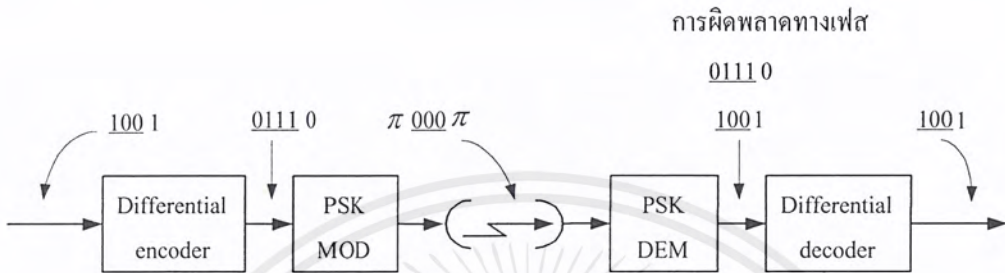 การผิดพลาดทางเฟส
01110
1001
01110
π 000 π
1001
1001
Differential
encoder
PSK
MOD
PSK
DEM
Differential
decoder